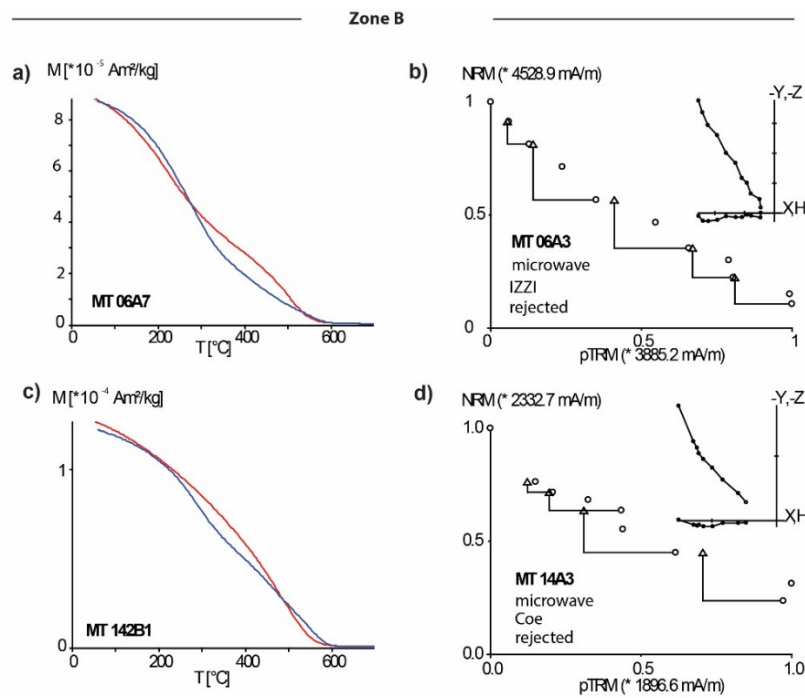 Zone B
a)
M [*10 ⁻⁵ Am²/kg]
8
6
4
2
0
0
200
400
600
T [°C]
MT 06A7
b)
NRM (* 4528.9 mA/m)
1
0.5
0
0.5
1
pTRM (* 3885.2 mA/m)
MT 06A3
microwave
IZZI
rejected
-Y,-Z
X,H
c)
M [*10 ⁻⁴ Am²/kg]
1
0
0
200
400
600
T [°C]
MT 142B1
d)
NRM (* 2332.7 mA/m)
1.0
0.5
0.0
0.0
0.5
1.0
pTRM (* 1896.6 mA/m)
MT 14A3
microwave
Coe
rejected
-Y,-Z
X,H